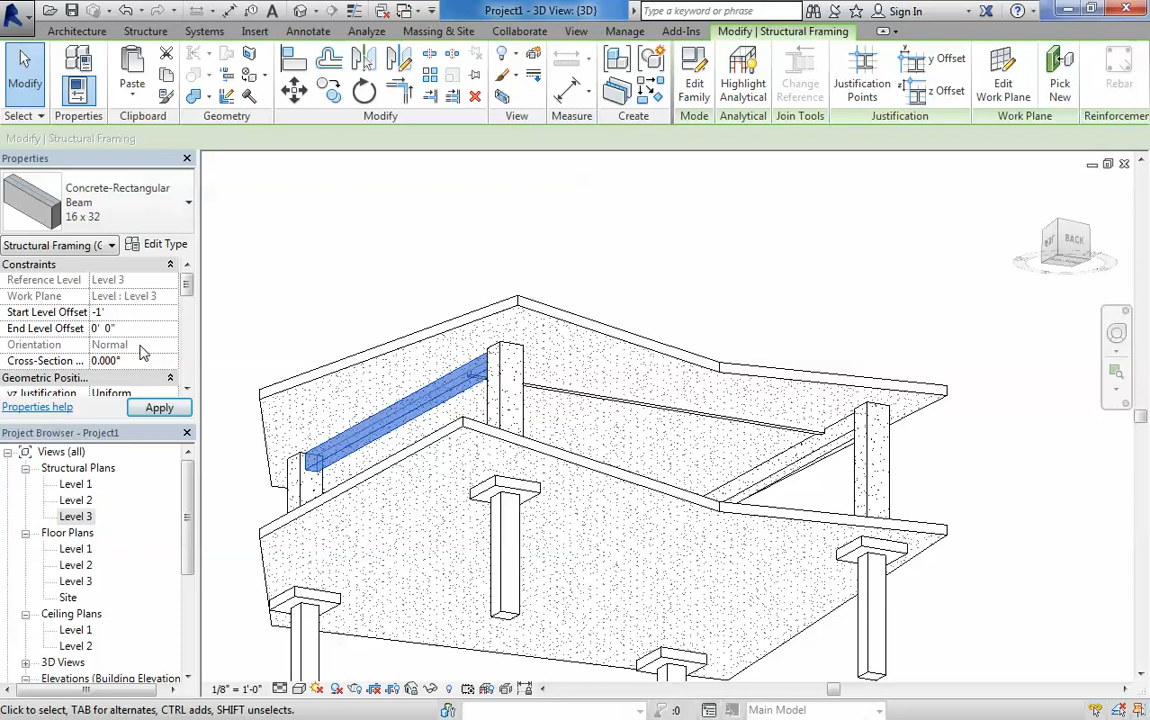 Project1 - 3D View: {3D}
Type a keyword or phrase
Sign In
Architecture Structure Systems Insert Annotate Analyze Massing & Site Collaborate View Manage Add-Ins Modify | Structural Framing
Modify
Paste
Edit Family
Highlight Analytical
Change Reference
Justification Points
y Offset
z Offset
Edit Work Plane
Pick New
Rebar
Select Properties Clipboard Geometry Modify View Measure Create Mode Analytical Join Tools Justification Work Plane Reinforcement
Modify | Structural Framing
Properties
Concrete-Rectangular Beam
16 x 32
Structural Framing (
Edit Type
Constraints
Reference Level Level 3
Work Plane Level : Level 3
Start Level Offset -1'
End Level Offset 0' 0"
Orientation Normal
Cross-Section ... 0.000°
Geometric Positi...
yz Justification Uniform
Properties help
Apply
Project Browser - Project1
Views (all)
Structural Plans
Level 1
Level 2
Level 3
Floor Plans
Level 1
Level 2
Level 3
Site
Ceiling Plans
Level 1
Level 2
3D Views
Elevations (Building Elevation
BACK
1/8" = 1'-0"
Click to select, TAB for alternates, CTRL adds, SHIFT unselects.
:0
Main Model